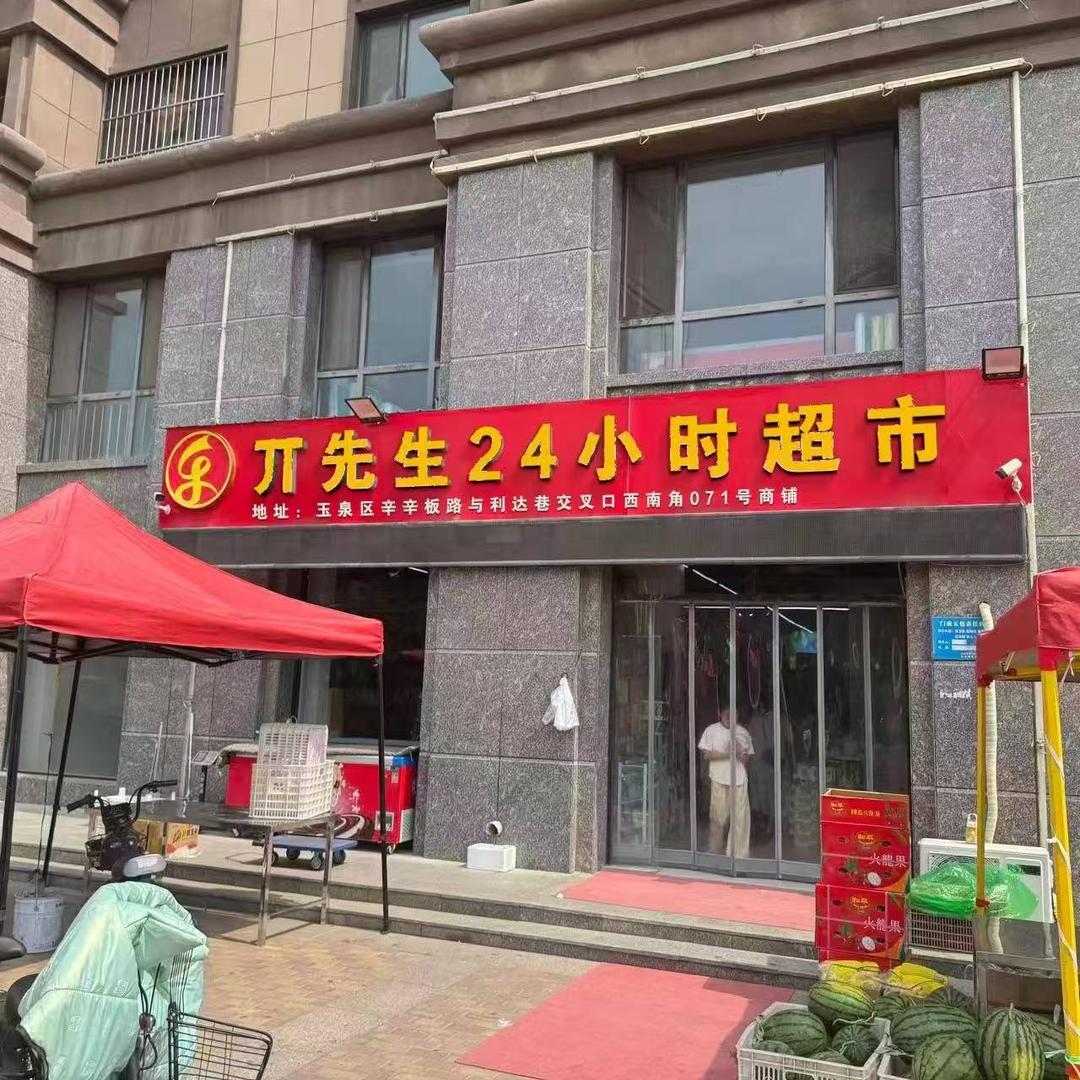 丌先生24小时超市
地址：玉泉区辛辛板路与利达巷交叉口西南角071号商铺
火龍果
火龍果